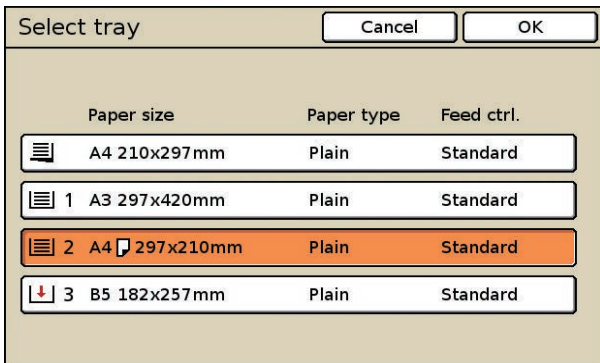 Select tray Cancel OK
Paper size Paper type Feed ctrl.
A4 210x297mm Plain Standard
1 A3 297x420mm Plain Standard
2 A4 297x210mm Plain Standard
3 B5 182x257mm Plain Standard